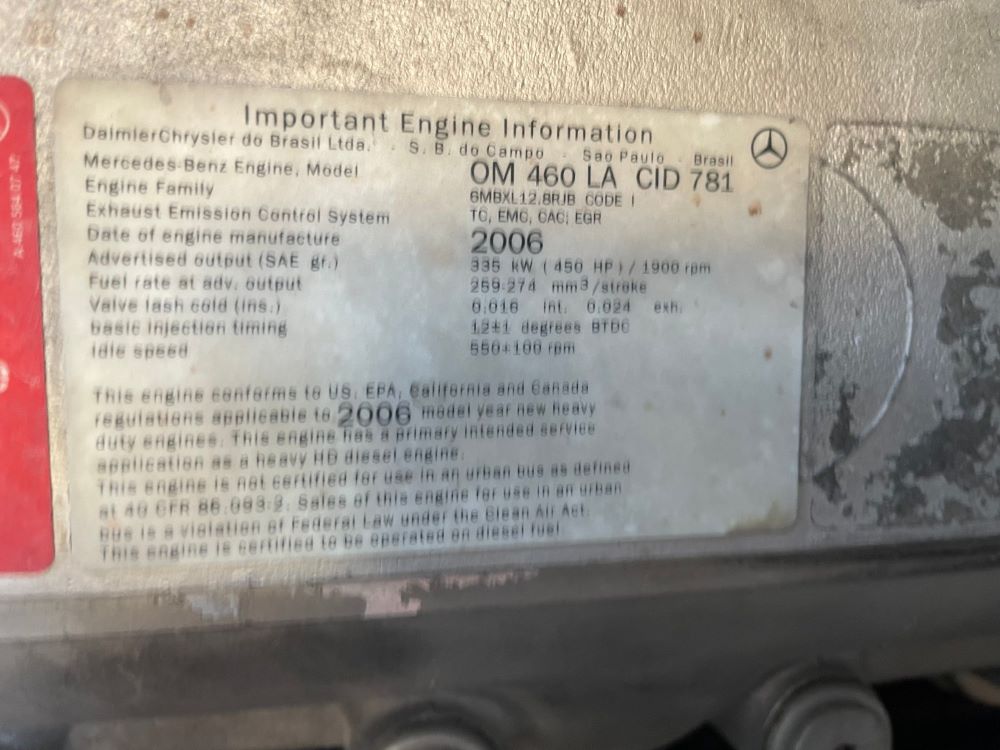 Important Engine Information
DaimlerChrysler do Brasil Ltda. - S. B. do Campo - Sao Paulo - Brasil
Mercedes-Benz Engine, Model OM 460 LA CID 781
Engine Family 6MBXL12.8RJB CODE I
Exhaust Emission Control System TC, EMC, CAC, EGR
Date of engine manufacture 2006
Advertised output (SAE gr.) 335 kW (450 HP) / 1900 rpm
Fuel rate at adv. output 259-274 mm3/stroke
Valve lash cold (ins.) 0.016 int. 0.024 exh.
basic injection timing 12±1 degrees BTDC
Idle speed 550±100 rpm
This engine conforms to US, EPA, California and Canada
regulations applicable to 2006 model year new heavy
duty engines. This engine has a primary intended service
application as a heavy HD diesel engine.
This engine is not certified for use in an urban bus as defined
at 40 CFR 86.093-2. Sales of this engine for use in an urban
bus is a violation of Federal Law under the Clean Air Act.
This engine is certified to be operated on diesel fuel